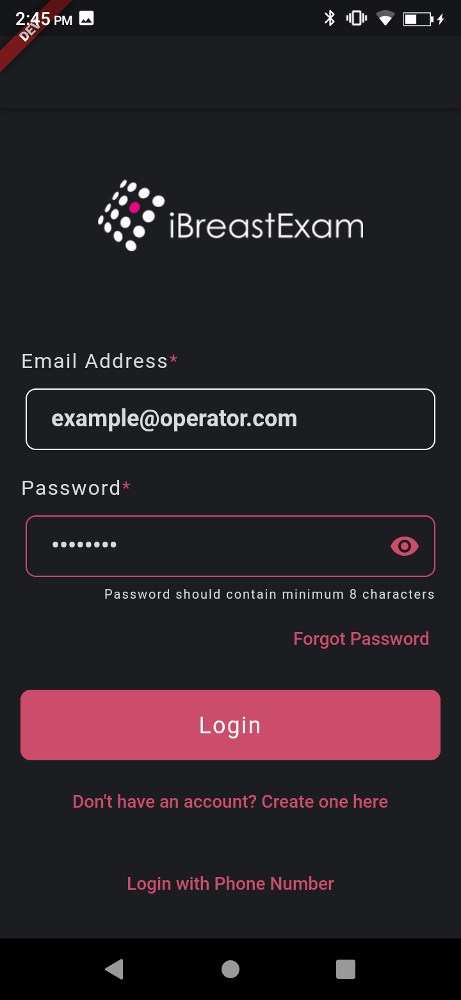 2:45 PM
DEV
iBreastExam
Email Address*
example@operator.com
Password*
••••••••
Password should contain minimum 8 characters
Forgot Password
Login
Don't have an account? Create one here
Login with Phone Number